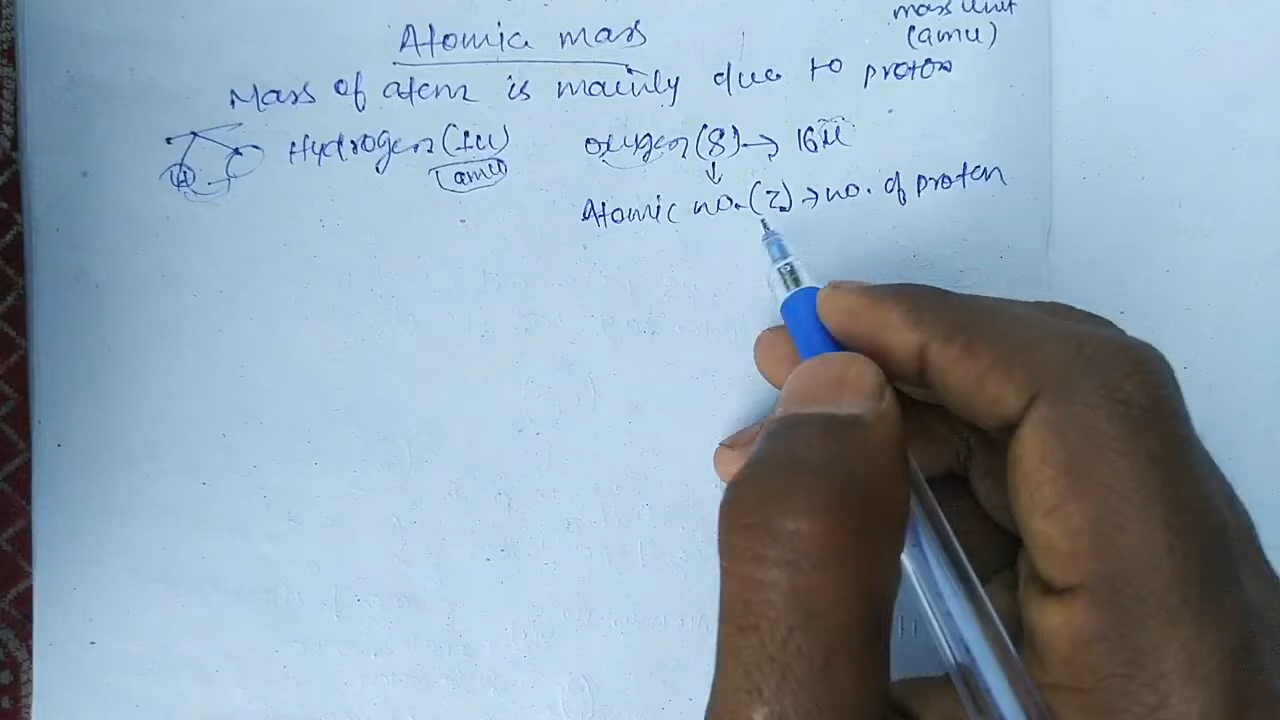 mass unit
(amu)
Atomic mass
Mass of atom is mainly due to proton
Hydrogen (1u) oxygen (8) → 16u
amu ↓
Atomic no. (Z) → no. of proton